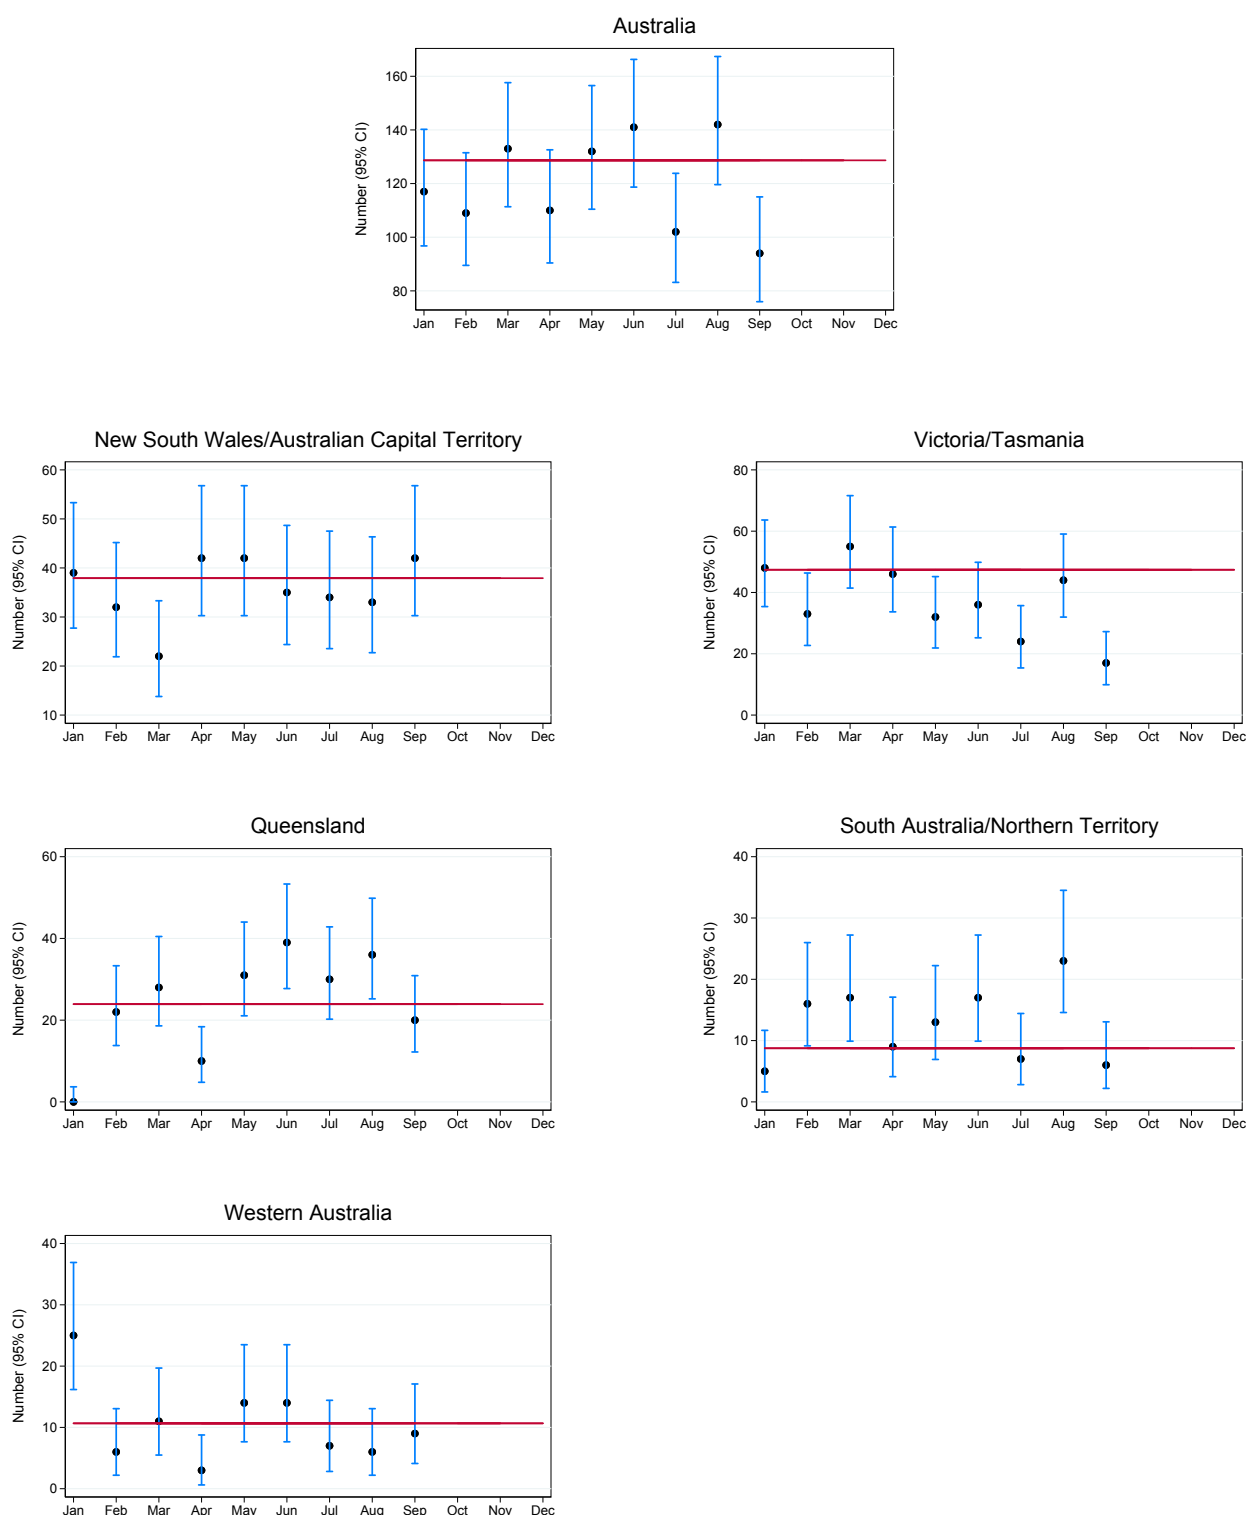 Australia
Number (95% CI)
160
140
120
100
80
Jan Feb Mar Apr May Jun Jul Aug Sep Oct Nov Dec
New South Wales/Australian Capital Territory
Number (95% CI)
60
50
40
30
20
10
Jan Feb Mar Apr May Jun Jul Aug Sep Oct Nov Dec
Victoria/Tasmania
Number (95% CI)
80
60
40
20
0
Jan Feb Mar Apr May Jun Jul Aug Sep Oct Nov Dec
Queensland
Number (95% CI)
60
40
20
0
Jan Feb Mar Apr May Jun Jul Aug Sep Oct Nov Dec
South Australia/Northern Territory
Number (95% CI)
40
30
20
10
0
Jan Feb Mar Apr May Jun Jul Aug Sep Oct Nov Dec
Western Australia
Number (95% CI)
40
30
20
10
0
Jan Feb Mar Apr May Jun Jul Aug Sep Oct Nov Dec